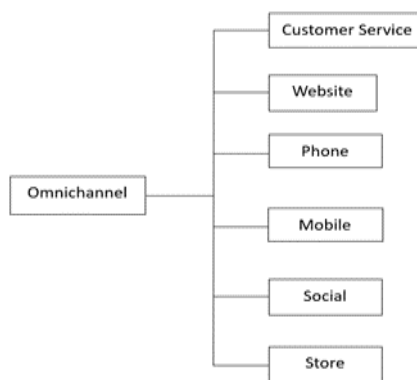 Customer Service
Website
Phone
Omnichannel
Mobile
Social
Store